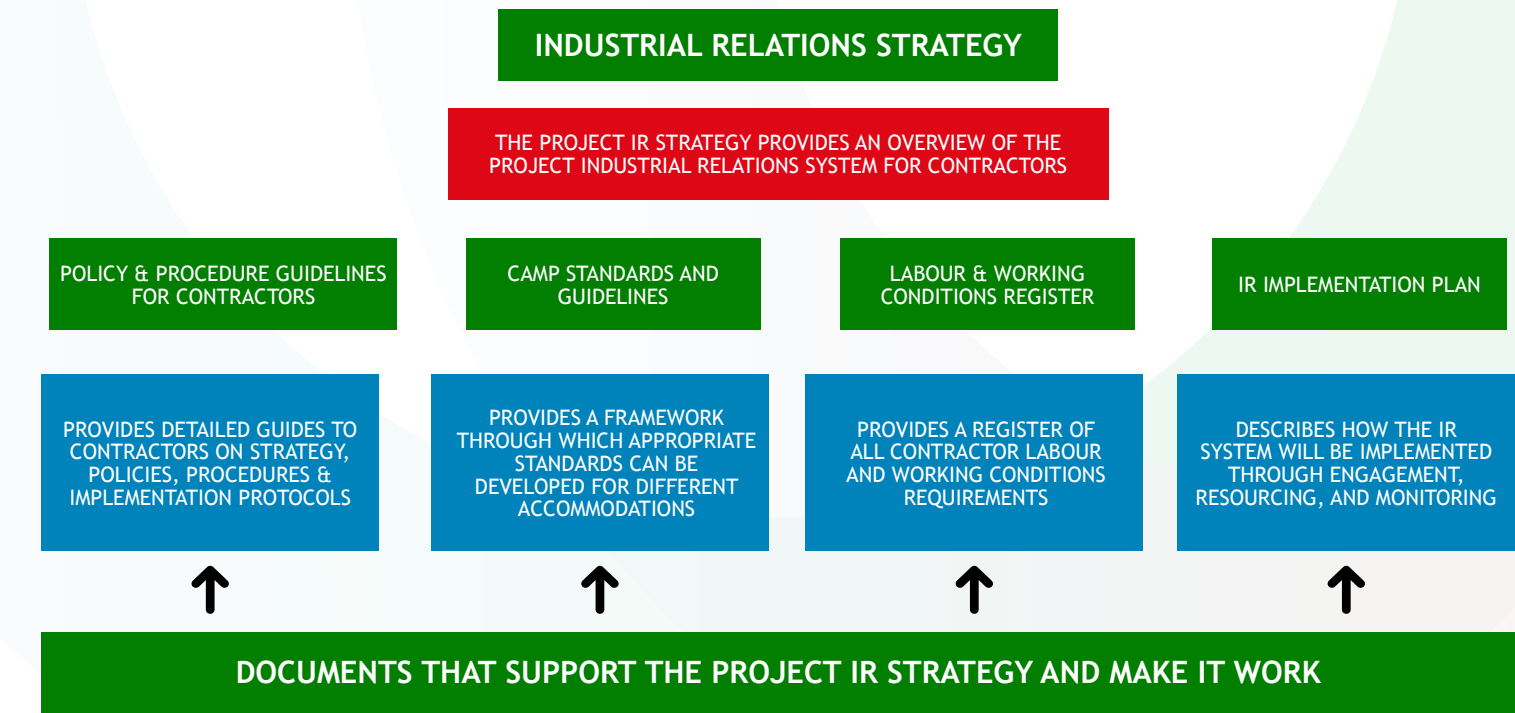 INDUSTRIAL RELATIONS STRATEGY
THE PROJECT IR STRATEGY PROVIDES AN OVERVIEW OF THE
PROJECT INDUSTRIAL RELATIONS SYSTEM FOR CONTRACTORS
POLICY & PROCEDURE GUIDELINES
FOR CONTRACTORS
CAMP STANDARDS AND
GUIDELINES
LABOUR & WORKING
CONDITIONS REGISTER
IR IMPLEMENTATION PLAN
PROVIDES DETAILED GUIDES TO
CONTRACTORS ON STRATEGY,
POLICIES, PROCEDURES &
IMPLEMENTATION PROTOCOLS
PROVIDES A FRAMEWORK
THROUGH WHICH APPROPRIATE
STANDARDS CAN BE
DEVELOPED FOR DIFFERENT
ACCOMMODATIONS
PROVIDES A REGISTER OF
ALL CONTRACTOR LABOUR
AND WORKING CONDITIONS
REQUIREMENTS
DESCRIBES HOW THE IR
SYSTEM WILL BE IMPLEMENTED
THROUGH ENGAGEMENT,
RESOURCING, AND MONITORING
DOCUMENTS THAT SUPPORT THE PROJECT IR STRATEGY AND MAKE IT WORK